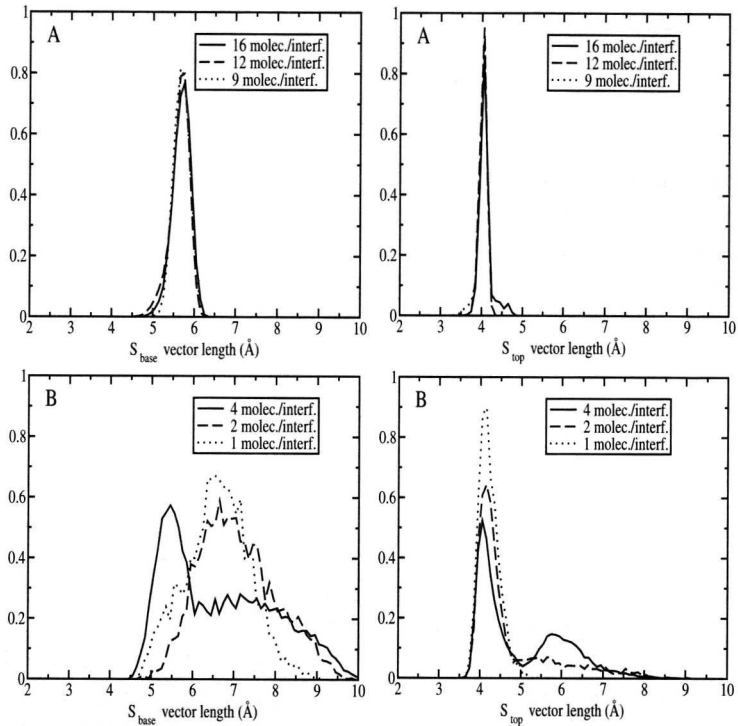 A
16 molec./interf.
12 molec./interf.
9 molec./interf.
1
0.8
0.6
0.4
0.2
0
2 3 4 5 6 7 8 9 10
S base vector length (Å)
A
16 molec./interf.
12 molec./interf.
9 molec./interf.
1
0.8
0.6
0.4
0.2
0
2 3 4 5 6 7 8 9 10
S top vector length (Å)
B
4 molec./interf.
2 molec./interf.
1 molec./interf.
1
0.8
0.6
0.4
0.2
0
2 3 4 5 6 7 8 9 10
S base vector length (Å)
B
4 molec./interf.
2 molec./interf.
1 molec./interf.
1
0.8
0.6
0.4
0.2
0
2 3 4 5 6 7 8 9 10
S top vector length (Å)